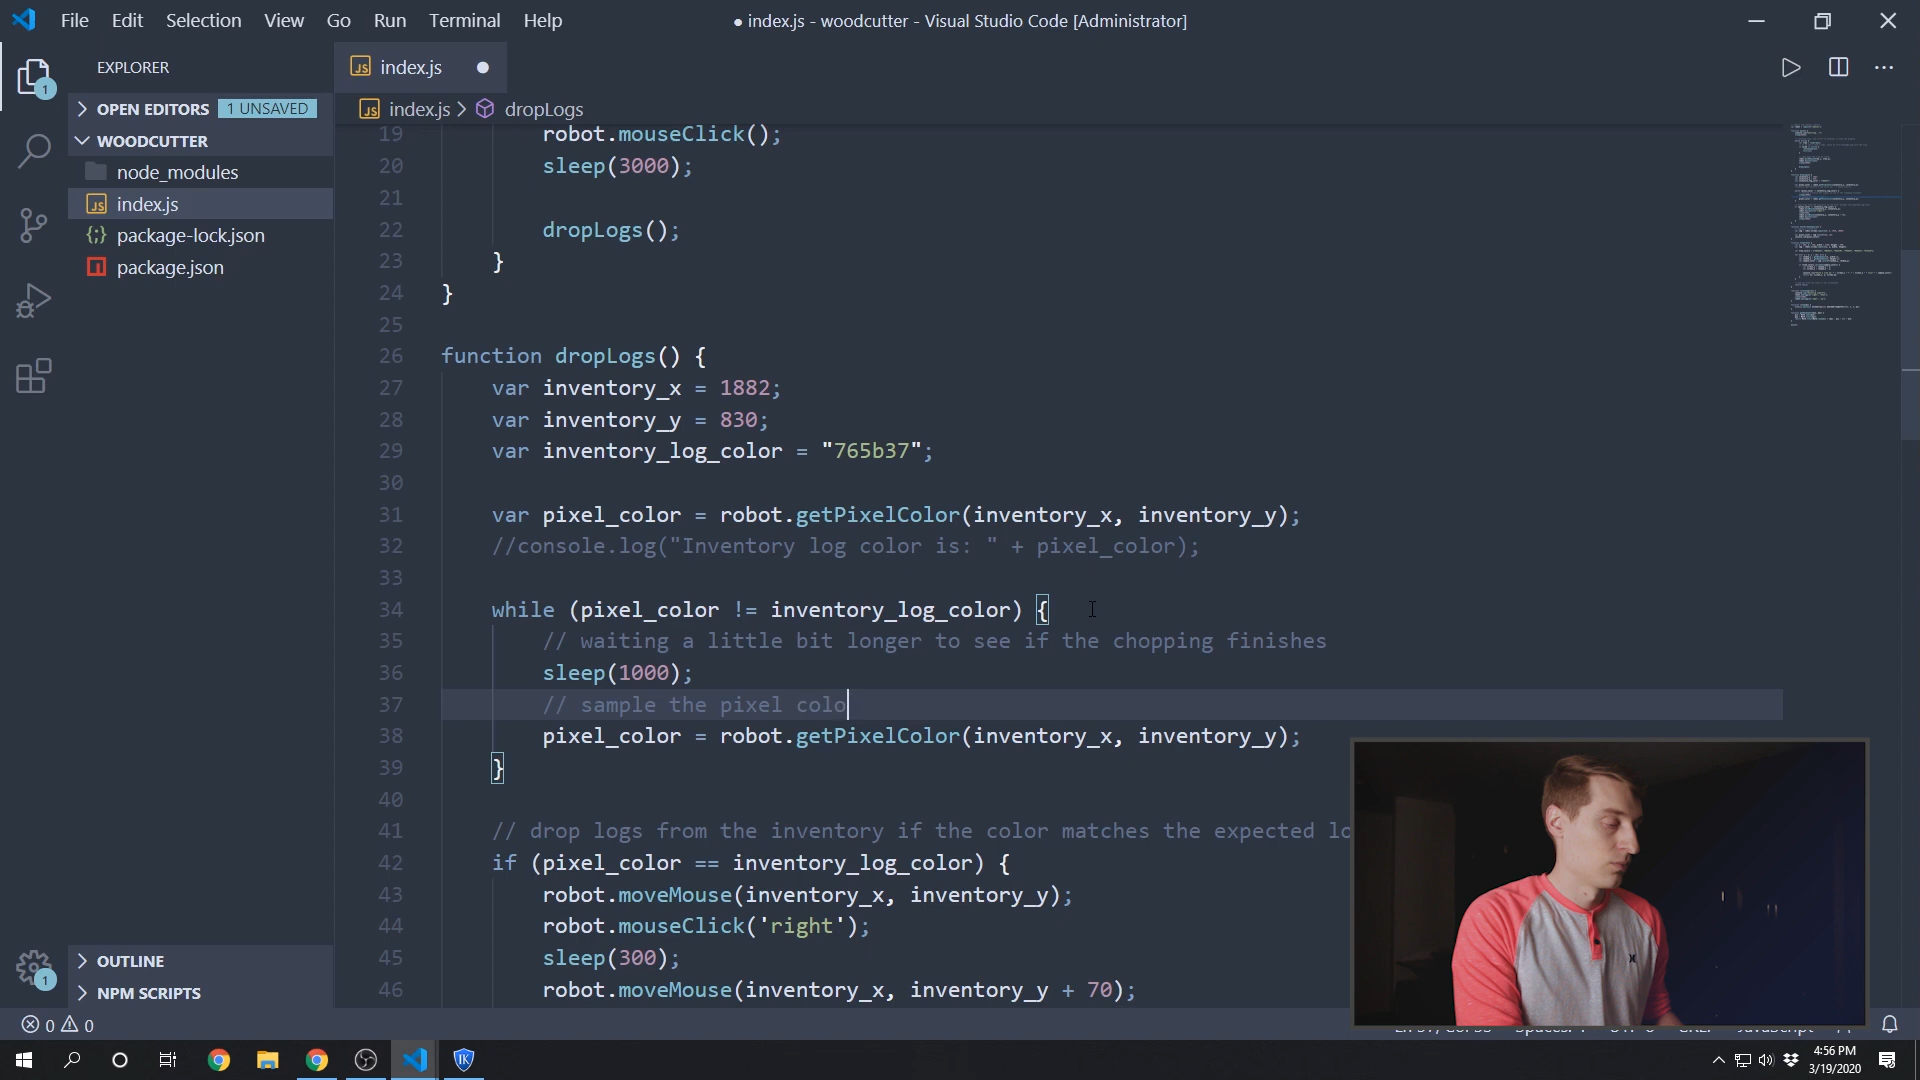 File Edit Selection View Go Run Terminal Help
● index.js - woodcutter - Visual Studio Code [Administrator]
EXPLORER
OPEN EDITORS 1 UNSAVED
WOODCUTTER
node_modules
JS index.js
{;} package-lock.json
package.json
OUTLINE
NPM SCRIPTS
1
1
JS index.js ●
JS index.js > dropLogs
19 robot.mouseClick();
20 sleep(3000);
21
22 dropLogs();
23 }
24 }
25
26 function dropLogs() {
27 var inventory_x = 1882;
28 var inventory_y = 830;
29 var inventory_log_color = "765b37";
30
31 var pixel_color = robot.getPixelColor(inventory_x, inventory_y);
32 //console.log("Inventory log color is: " + pixel_color);
33
34 while (pixel_color != inventory_log_color) {
35 // waiting a little bit longer to see if the chopping finishes
36 sleep(1000);
37 // sample the pixel colo
38 pixel_color = robot.getPixelColor(inventory_x, inventory_y);
39 }
40
41 // drop logs from the inventory if the color matches the expected
42 if (pixel_color == inventory_log_color) {
43 robot.moveMouse(inventory_x, inventory_y);
44 robot.mouseClick('right');
45 sleep(300);
46 robot.moveMouse(inventory_x, inventory_y + 70);
0 0
IK
4:56 PM
3/19/2020